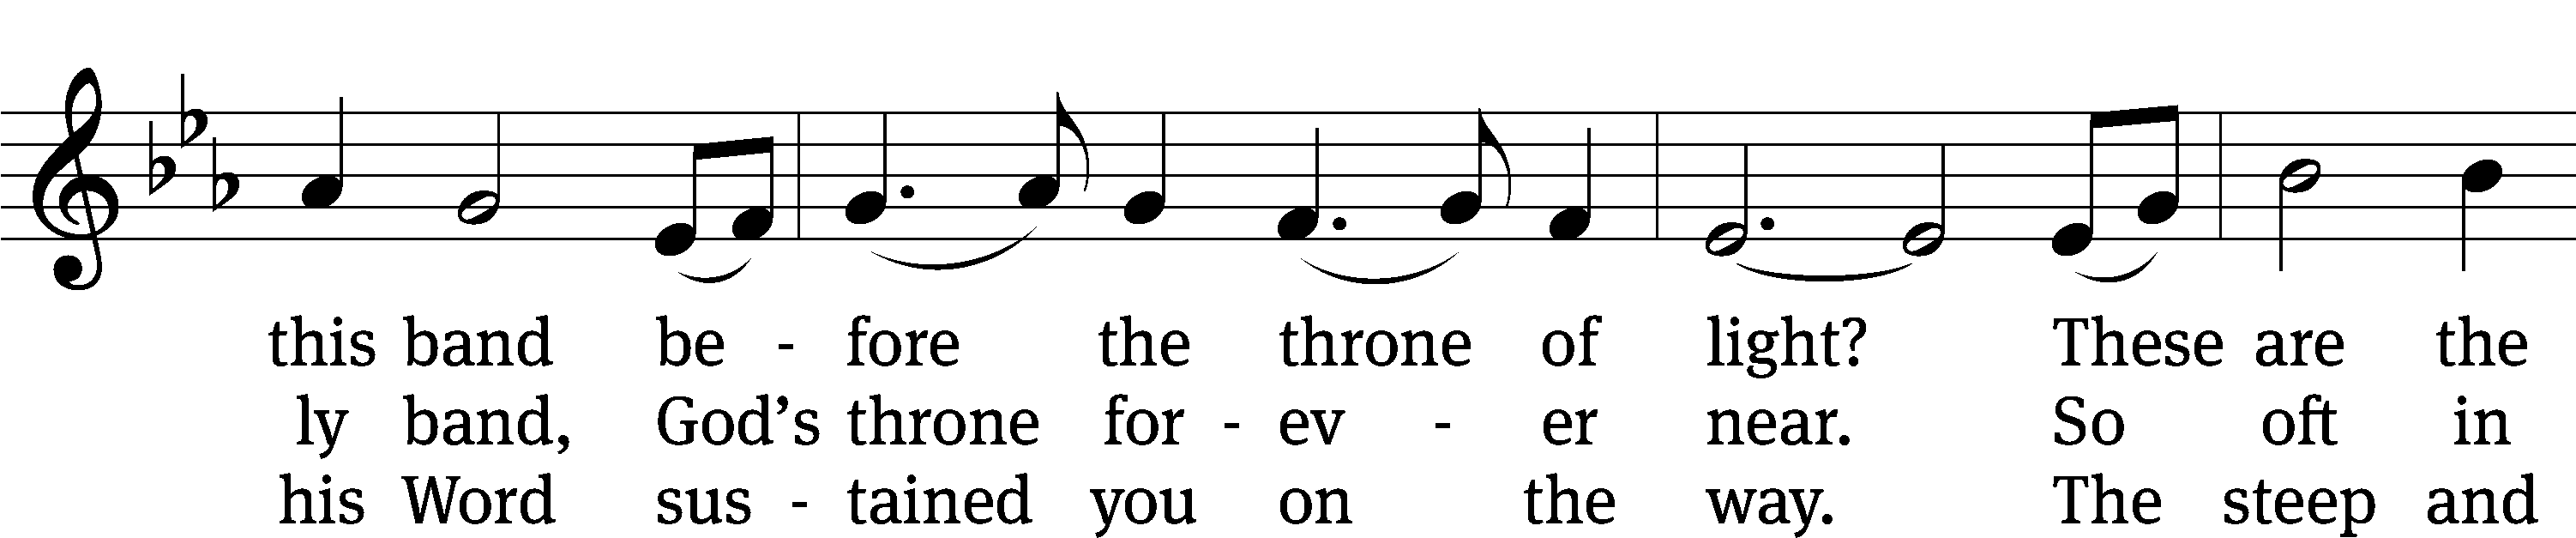 this band be - fore the throne of light? These are the
ly band, God’s throne for - ev - er near. So oft in
his Word sus - tained you on the way. The steep and